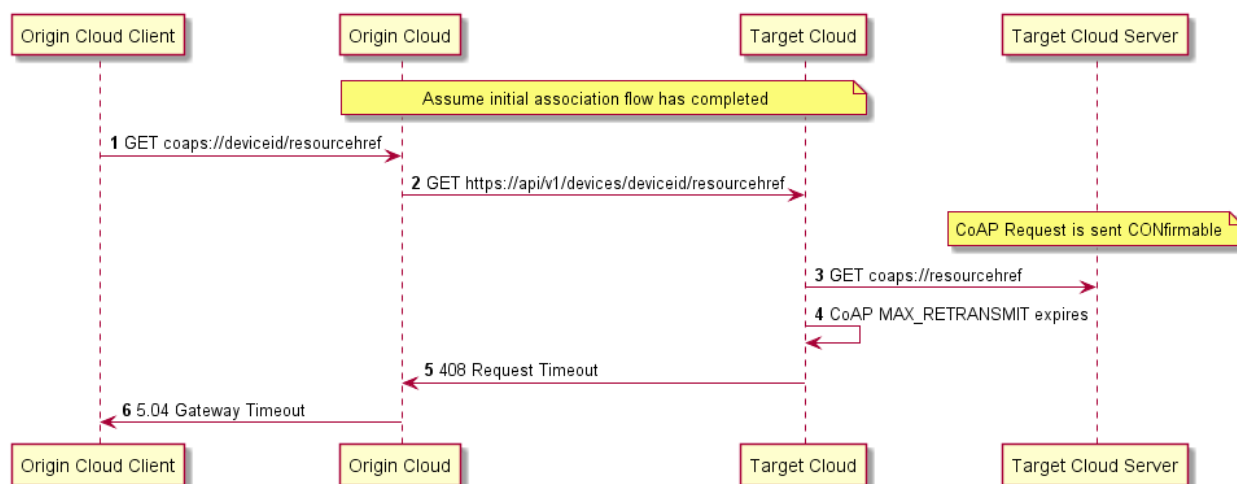 Origin Cloud Client
Origin Cloud
Target Cloud
Target Cloud Server
Assume initial association flow has completed
1 GET coaps://deviceid/resourcehref
2 GET https://api/v1/devices/deviceid/resourcehref
CoAP Request is sent CONfirmable
3 GET coaps://resourcehref
4 CoAP MAX_RETRANSMIT expires
5 408 Request Timeout
6 5.04 Gateway Timeout
Origin Cloud Client
Origin Cloud
Target Cloud
Target Cloud Server